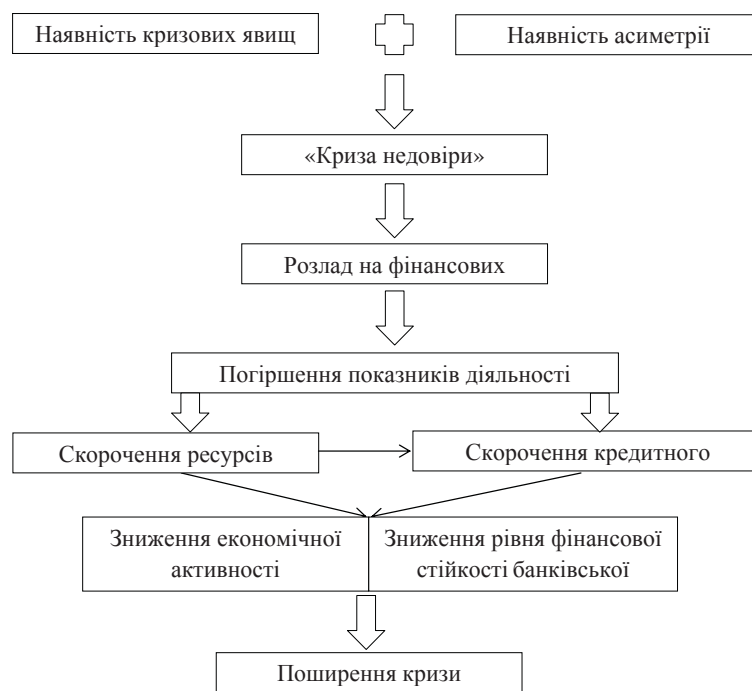 Наявність кризових явищ
Наявність асиметрії
«Криза недовіри»
Розлад на фінансових
Погіршення показників діяльності
Скорочення ресурсів
Скорочення кредитного
Зниження економічної
активності
Зниження рівня фінансової
стійкості банківської
Поширення кризи